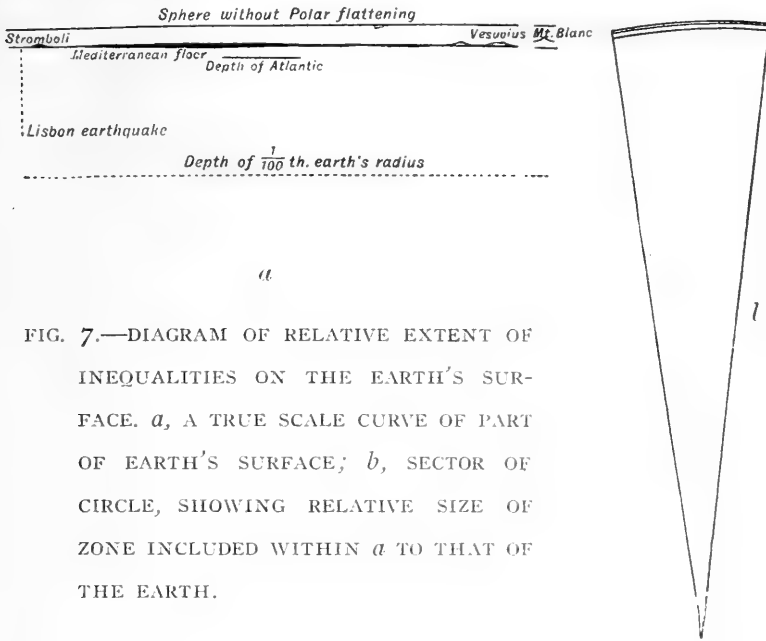 Sphere without Polar flattening
Stromboli
Vesuvius
Mt. Blanc
Mediterranean floor
Depth of Atlantic
Lisbon earthquake
Depth of 1/100 th. earth's radius
a
l
FIG. 7.—DIAGRAM OF RELATIVE EXTENT OF
INEQUALITIES ON THE EARTH'S SUR-
FACE. a, A TRUE SCALE CURVE OF PART
OF EARTH'S SURFACE; b, SECTOR OF
CIRCLE, SHOWING RELATIVE SIZE OF
ZONE INCLUDED WITHIN a TO THAT OF
THE EARTH.